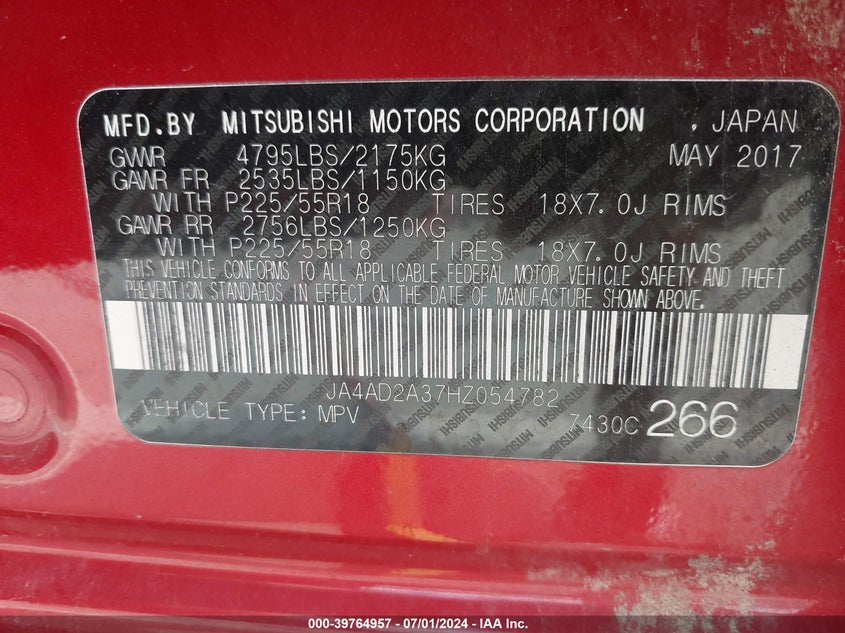 MFD.BY MITSUBISHI MOTORS CORPORATION , JAPAN
GVWR 4795LBS/2175KG MAY 2017
GAWR FR 2535LBS/1150KG
WITH P225/55R18 TIRES 18X7.0J RIMS
GAWR RR 2756LBS/1250KG
WITH P225/55R18 TIRES 18X7.0J RIMS
THIS VEHICLE CONFORMS TO ALL APPLICABLE FEDERAL MOTOR VEHICLE SAFETY AND THEFT
PREVENTION STANDARDS IN EFFECT ON THE DATE OF MANUFACTURE SHOWN ABOVE.
JA4AD2A37HZ054782
VEHICLE TYPE: MPV 7430C 266
000-39764957 / 07/01/2024 - IAA Inc.